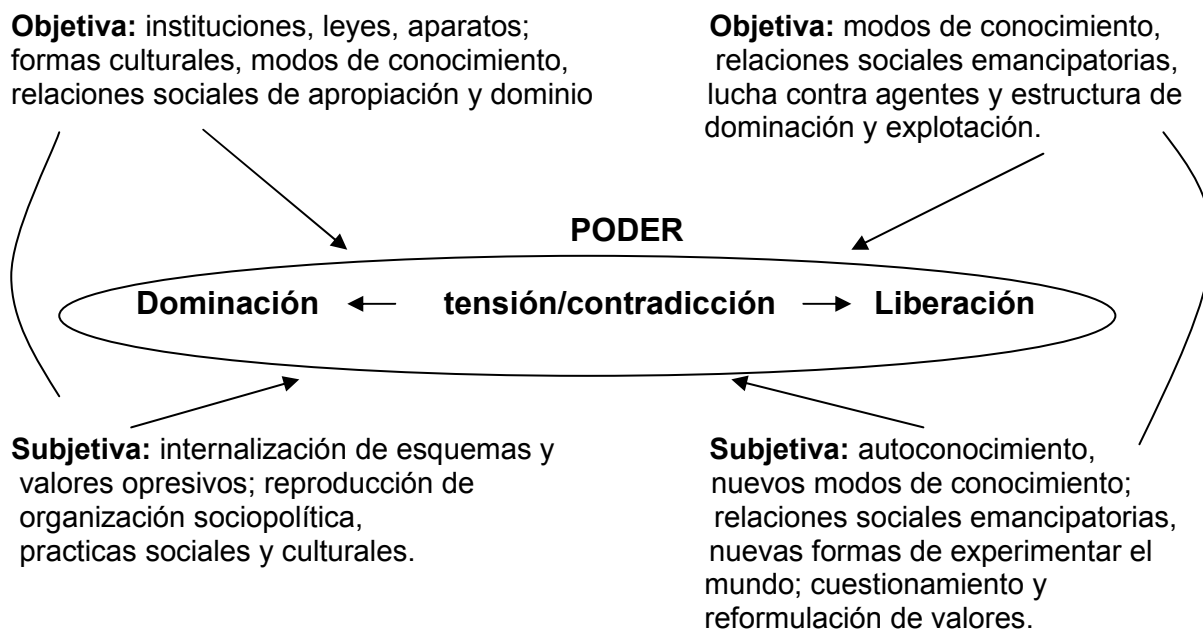 Objetiva: instituciones, leyes, aparatos;
formas culturales, modos de conocimiento,
relaciones sociales de apropiación y dominio
Objetiva: modos de conocimiento,
relaciones sociales emancipatorias,
lucha contra agentes y estructura de
dominación y explotación.
PODER
Dominación tensión/contradicción Liberación
Subjetiva: internalización de esquemas y
valores opresivos; reproducción de
organización sociopolítica,
practicas sociales y culturales.
Subjetiva: autoconocimiento,
nuevos modos de conocimiento;
relaciones sociales emancipatorias,
nuevas formas de experimentar el
mundo; cuestionamiento y
reformulación de valores.